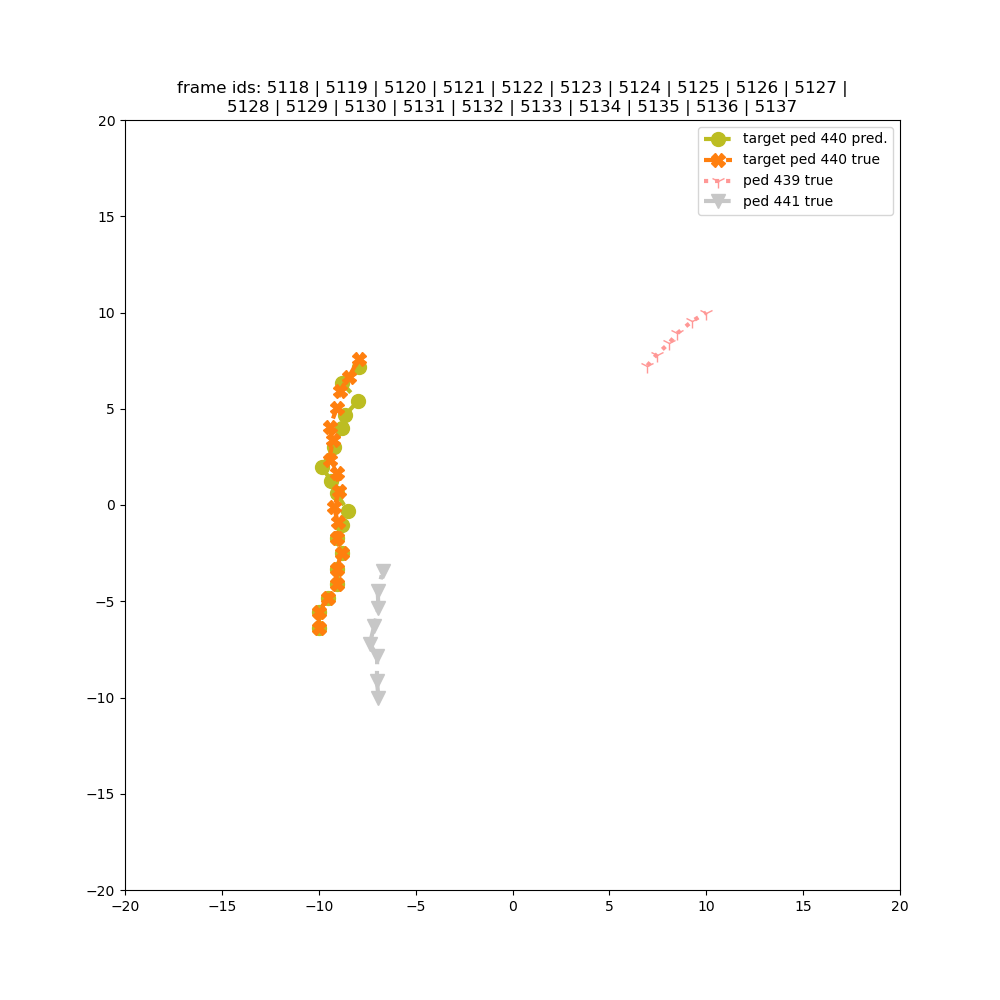 frame ids: 5118 | 5119 | 5120 | 5121 | 5122 | 5123 | 5124 | 5125 | 5126 | 5127 |
5128 | 5129 | 5130 | 5131 | 5132 | 5133 | 5134 | 5135 | 5136 | 5137
target ped 440 pred.
target ped 440 true
ped 439 true
ped 441 true
20
15
10
5
0
−5
−10
−15
−20
−20 −15 −10 −5 0 5 10 15 20